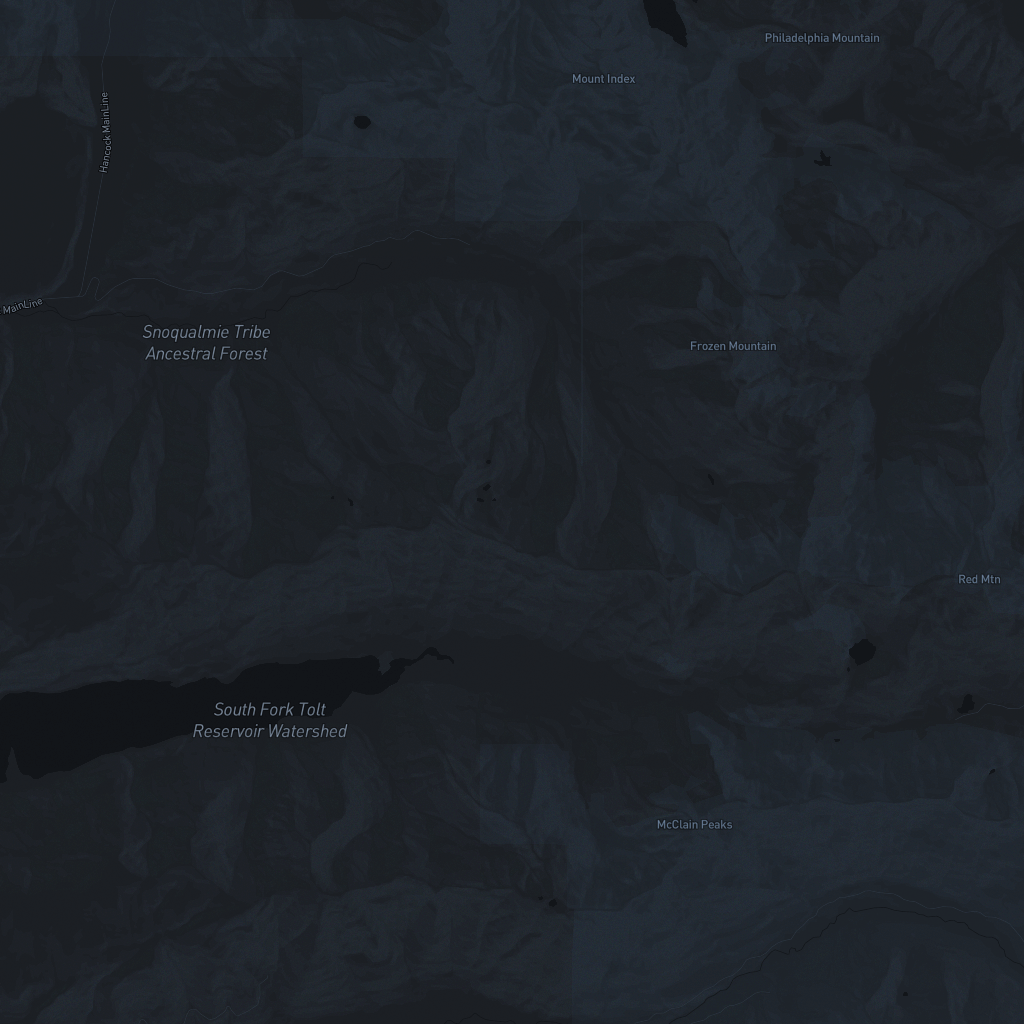 Philadelphia Mountain
Mount Index
Hancock MainLine
MainLine
Snoqualmie Tribe
Ancestral Forest
Frozen Mountain
Red Mtn
South Fork Tolt
Reservoir Watershed
McClain Peaks